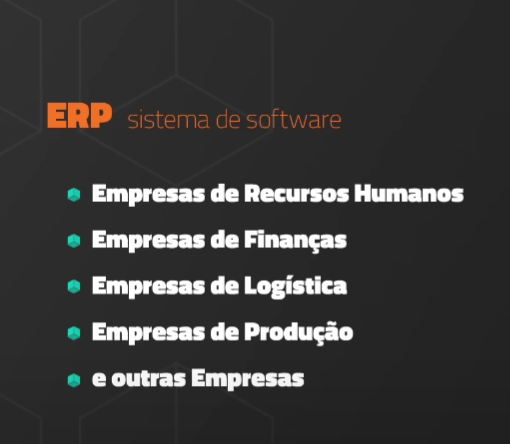 ERP sistema de software
Empresas de Recursos Humanos
Empresas de Finanças
Empresas de Logística
Empresas de Produção
e outras Empresas